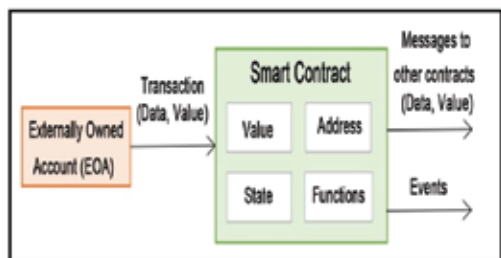 Externally Owned
Account (EOA)
Transaction
(Data, Value)
Smart Contract
Value
Address
State
Functions
Messages to
other contracts
(Data, Value)
Events